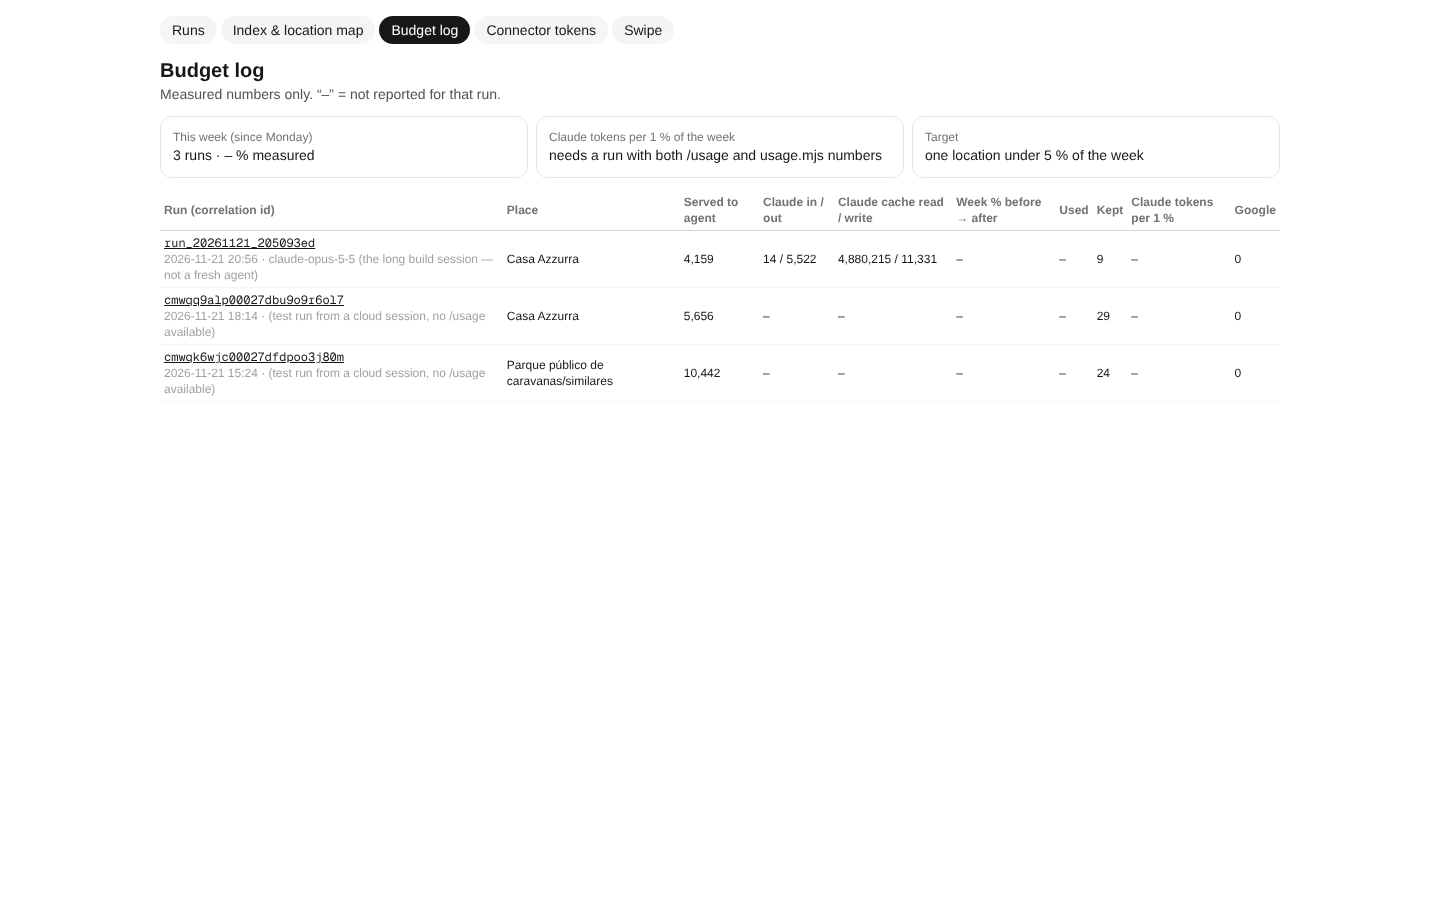 Runs Index & location map Budget log Connector tokens Swipe
Budget log
Measured numbers only. “–” = not reported for that run.
This week (since Monday)
3 runs · – % measured
Claude tokens per 1 % of the week
needs a run with both /usage and usage.mjs numbers
Target
one location under 5 % of the week
Run (correlation id) Place Served to agent Claude in / out Claude cache read / write Week % before → after Used Kept Claude tokens per 1 % Google
run_20261121_205093ed
2026-11-21 20:56 · claude-opus-5-5 (the long build session —
not a fresh agent)
Casa Azzurra 4,159 14 / 5,522 4,880,215 / 11,331 – – 9 – 0
cmwqq9alp00027dbu9o9r6ol7
2026-11-21 18:14 · (test run from a cloud session, no /usage
available)
Casa Azzurra 5,656 – – – – 29 – 0
cmwqk6wjc00027dfdpoo3j80m
2026-11-21 15:24 · (test run from a cloud session, no /usage
available)
Parque público de
caravanas/similares
10,442 – – – – 24 – 0